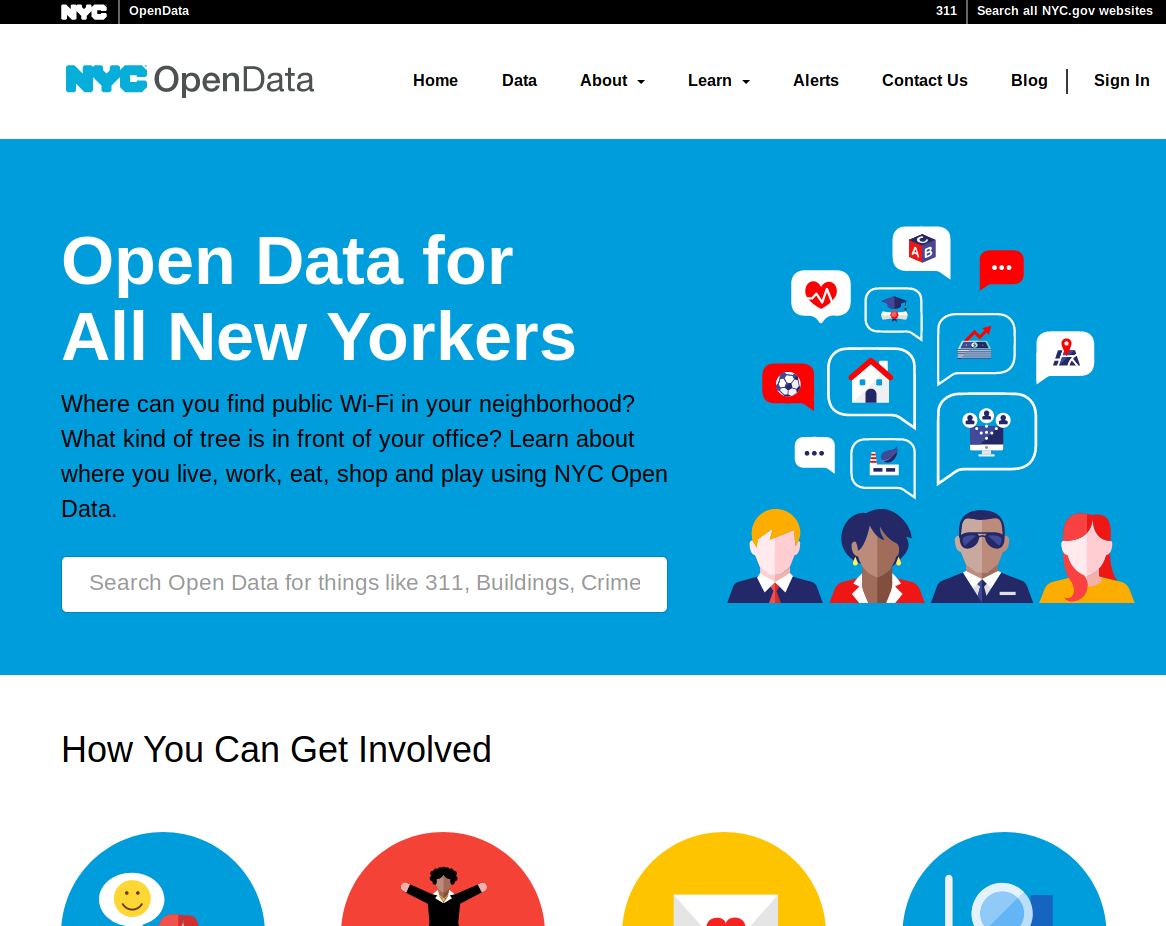 NYC OpenData 311 Search all NYC.gov websites
NYC OpenData Home Data About Learn Alerts Contact Us Blog Sign In
Open Data for
All New Yorkers
Where can you find public Wi-Fi in your neighborhood?
What kind of tree is in front of your office? Learn about
where you live, work, eat, shop and play using NYC Open
Data.
Search Open Data for things like 311, Buildings, Crime
A B C
How You Can Get Involved